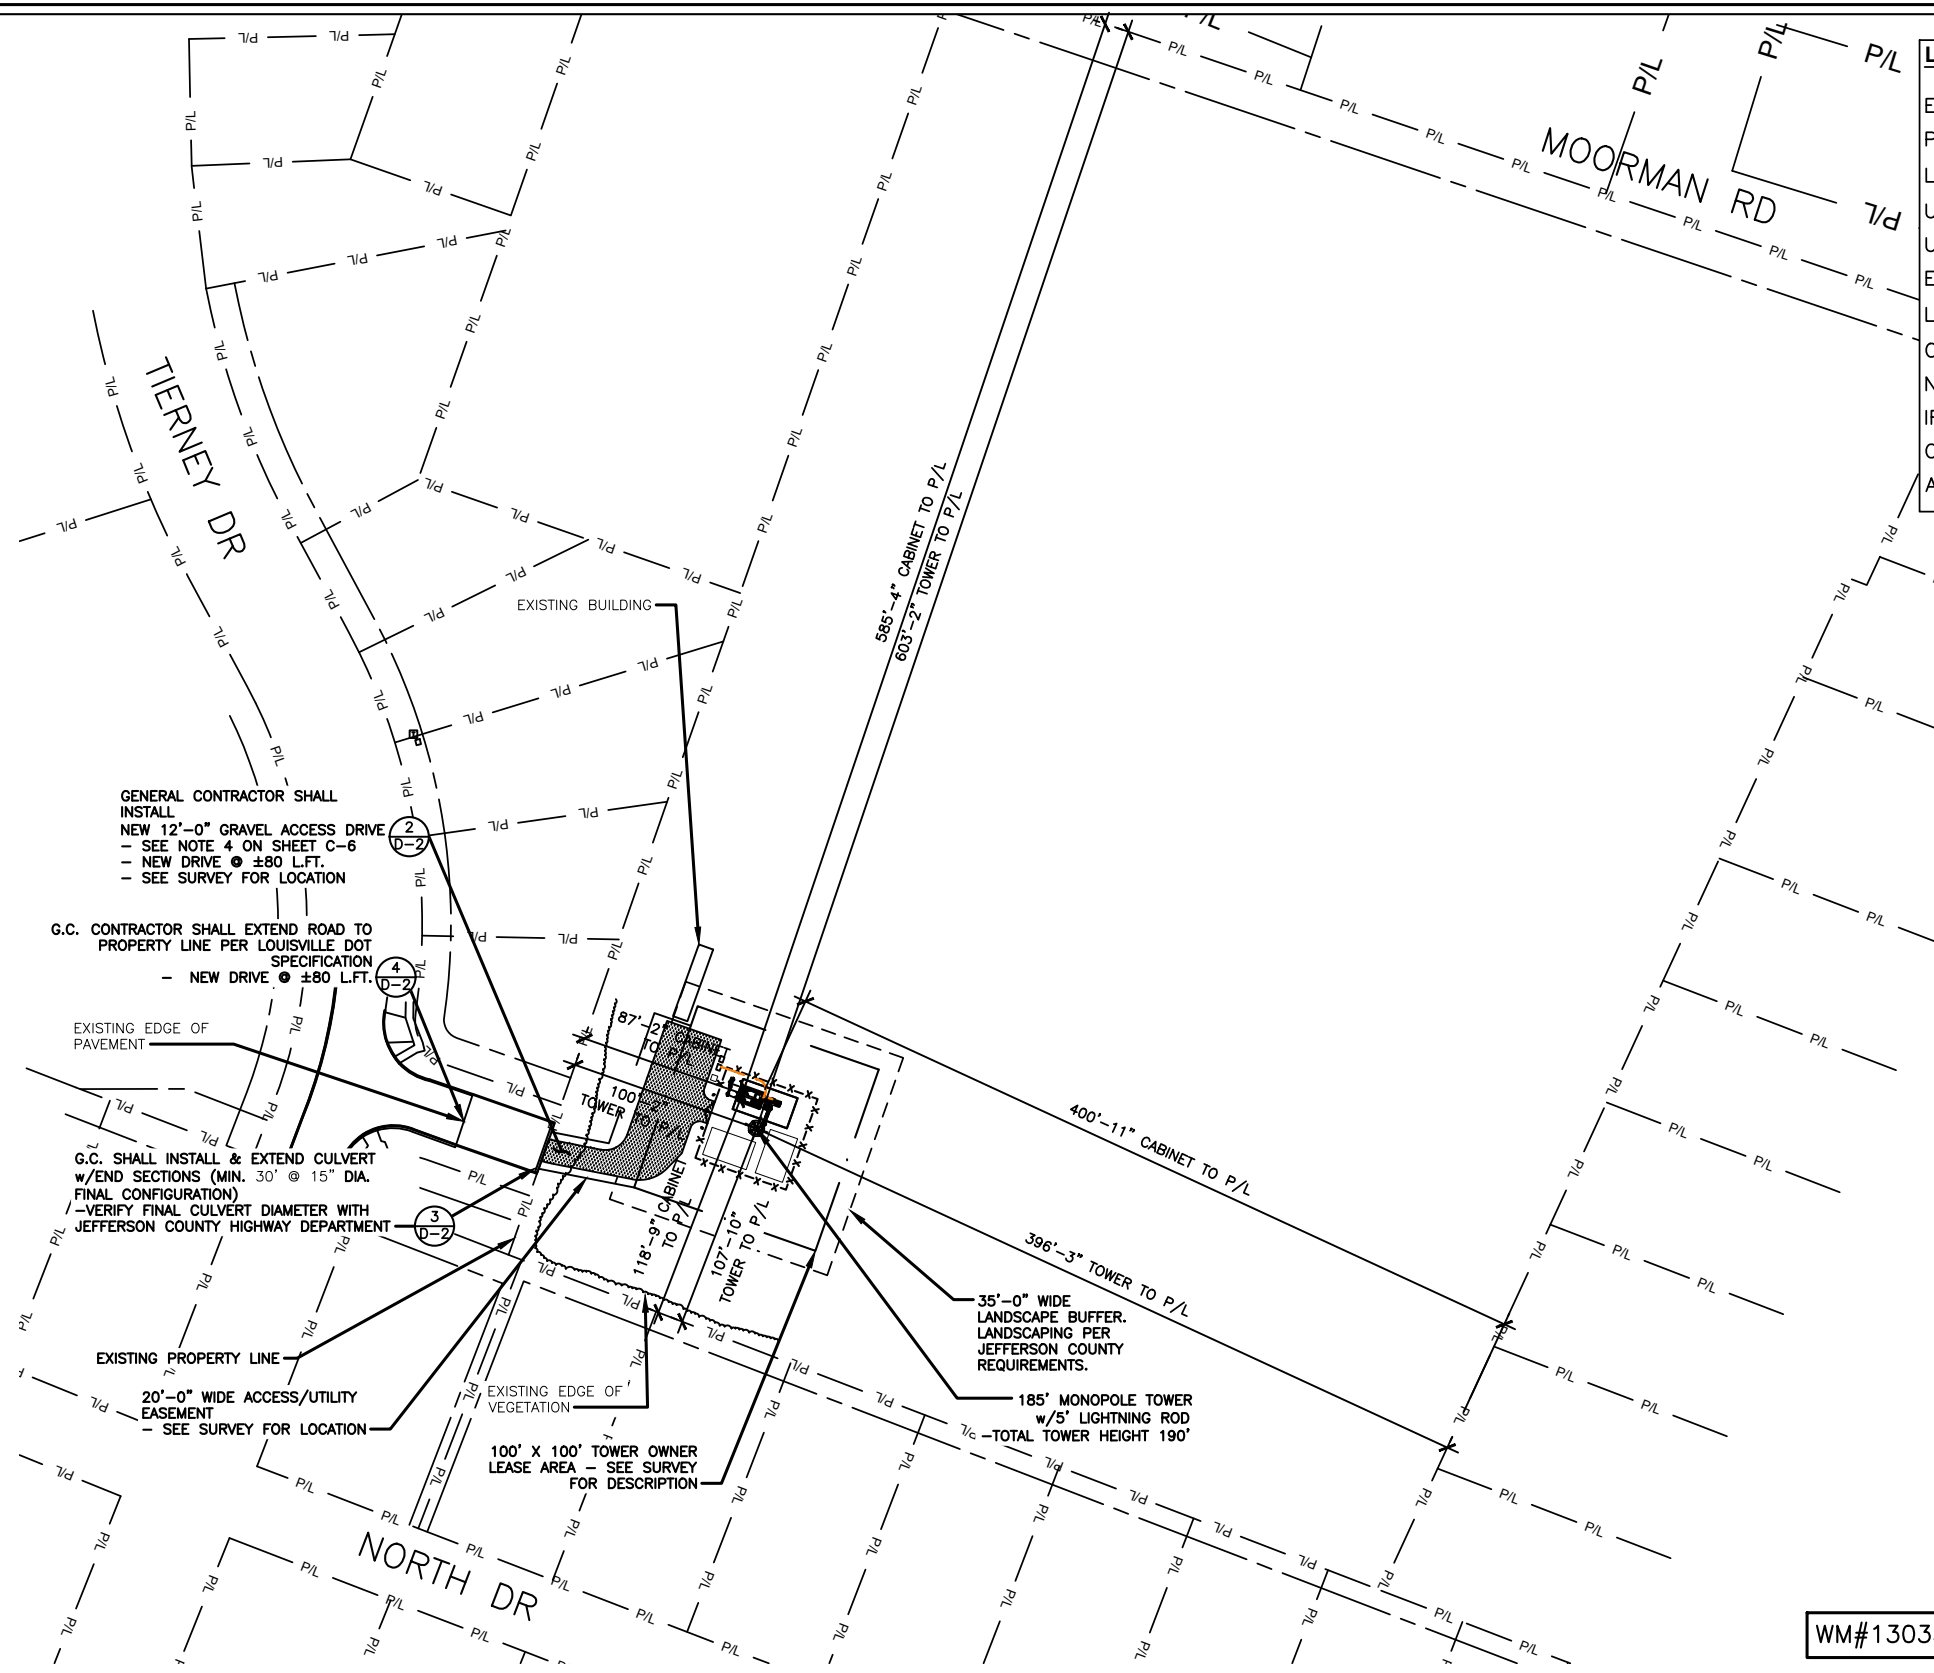 MOORMAN RD
TIERNEY DR
NORTH DR
P/L
EXISTING BUILDING
585'-4" CABINET TO P/L
603'-2" TOWER TO P/L
GENERAL CONTRACTOR SHALL
INSTALL
NEW 12'-0" GRAVEL ACCESS DRIVE
- SEE NOTE 4 ON SHEET C-6
- NEW DRIVE @ ±80 L.FT.
- SEE SURVEY FOR LOCATION
2
D-2
G.C. CONTRACTOR SHALL EXTEND ROAD TO
PROPERTY LINE PER LOUISVILLE DOT
SPECIFICATION
- NEW DRIVE @ ±80 L.FT.
4
D-2
EXISTING EDGE OF
PAVEMENT
87'-2" CABINET
TO P/L
100'-2"
TOWER TO P/L
G.C. SHALL INSTALL & EXTEND CULVERT
w/END SECTIONS (MIN. 30' @ 15" DIA.
FINAL CONFIGURATION)
-VERIFY FINAL CULVERT DIAMETER WITH
JEFFERSON COUNTY HIGHWAY DEPARTMENT
3
D-2
118'-9" CABINET
TO P/L
107'-10"
TOWER TO P/L
400'-11" CABINET TO P/L
396'-3" TOWER TO P/L
35'-0" WIDE
LANDSCAPE BUFFER.
LANDSCAPING PER
JEFFERSON COUNTY
REQUIREMENTS.
EXISTING PROPERTY LINE
20'-0" WIDE ACCESS/UTILITY
EASEMENT
- SEE SURVEY FOR LOCATION
EXISTING EDGE OF
VEGETATION
185' MONOPOLE TOWER
w/5' LIGHTNING ROD
-TOTAL TOWER HEIGHT 190'
100' X 100' TOWER OWNER
LEASE AREA - SEE SURVEY
FOR DESCRIPTION